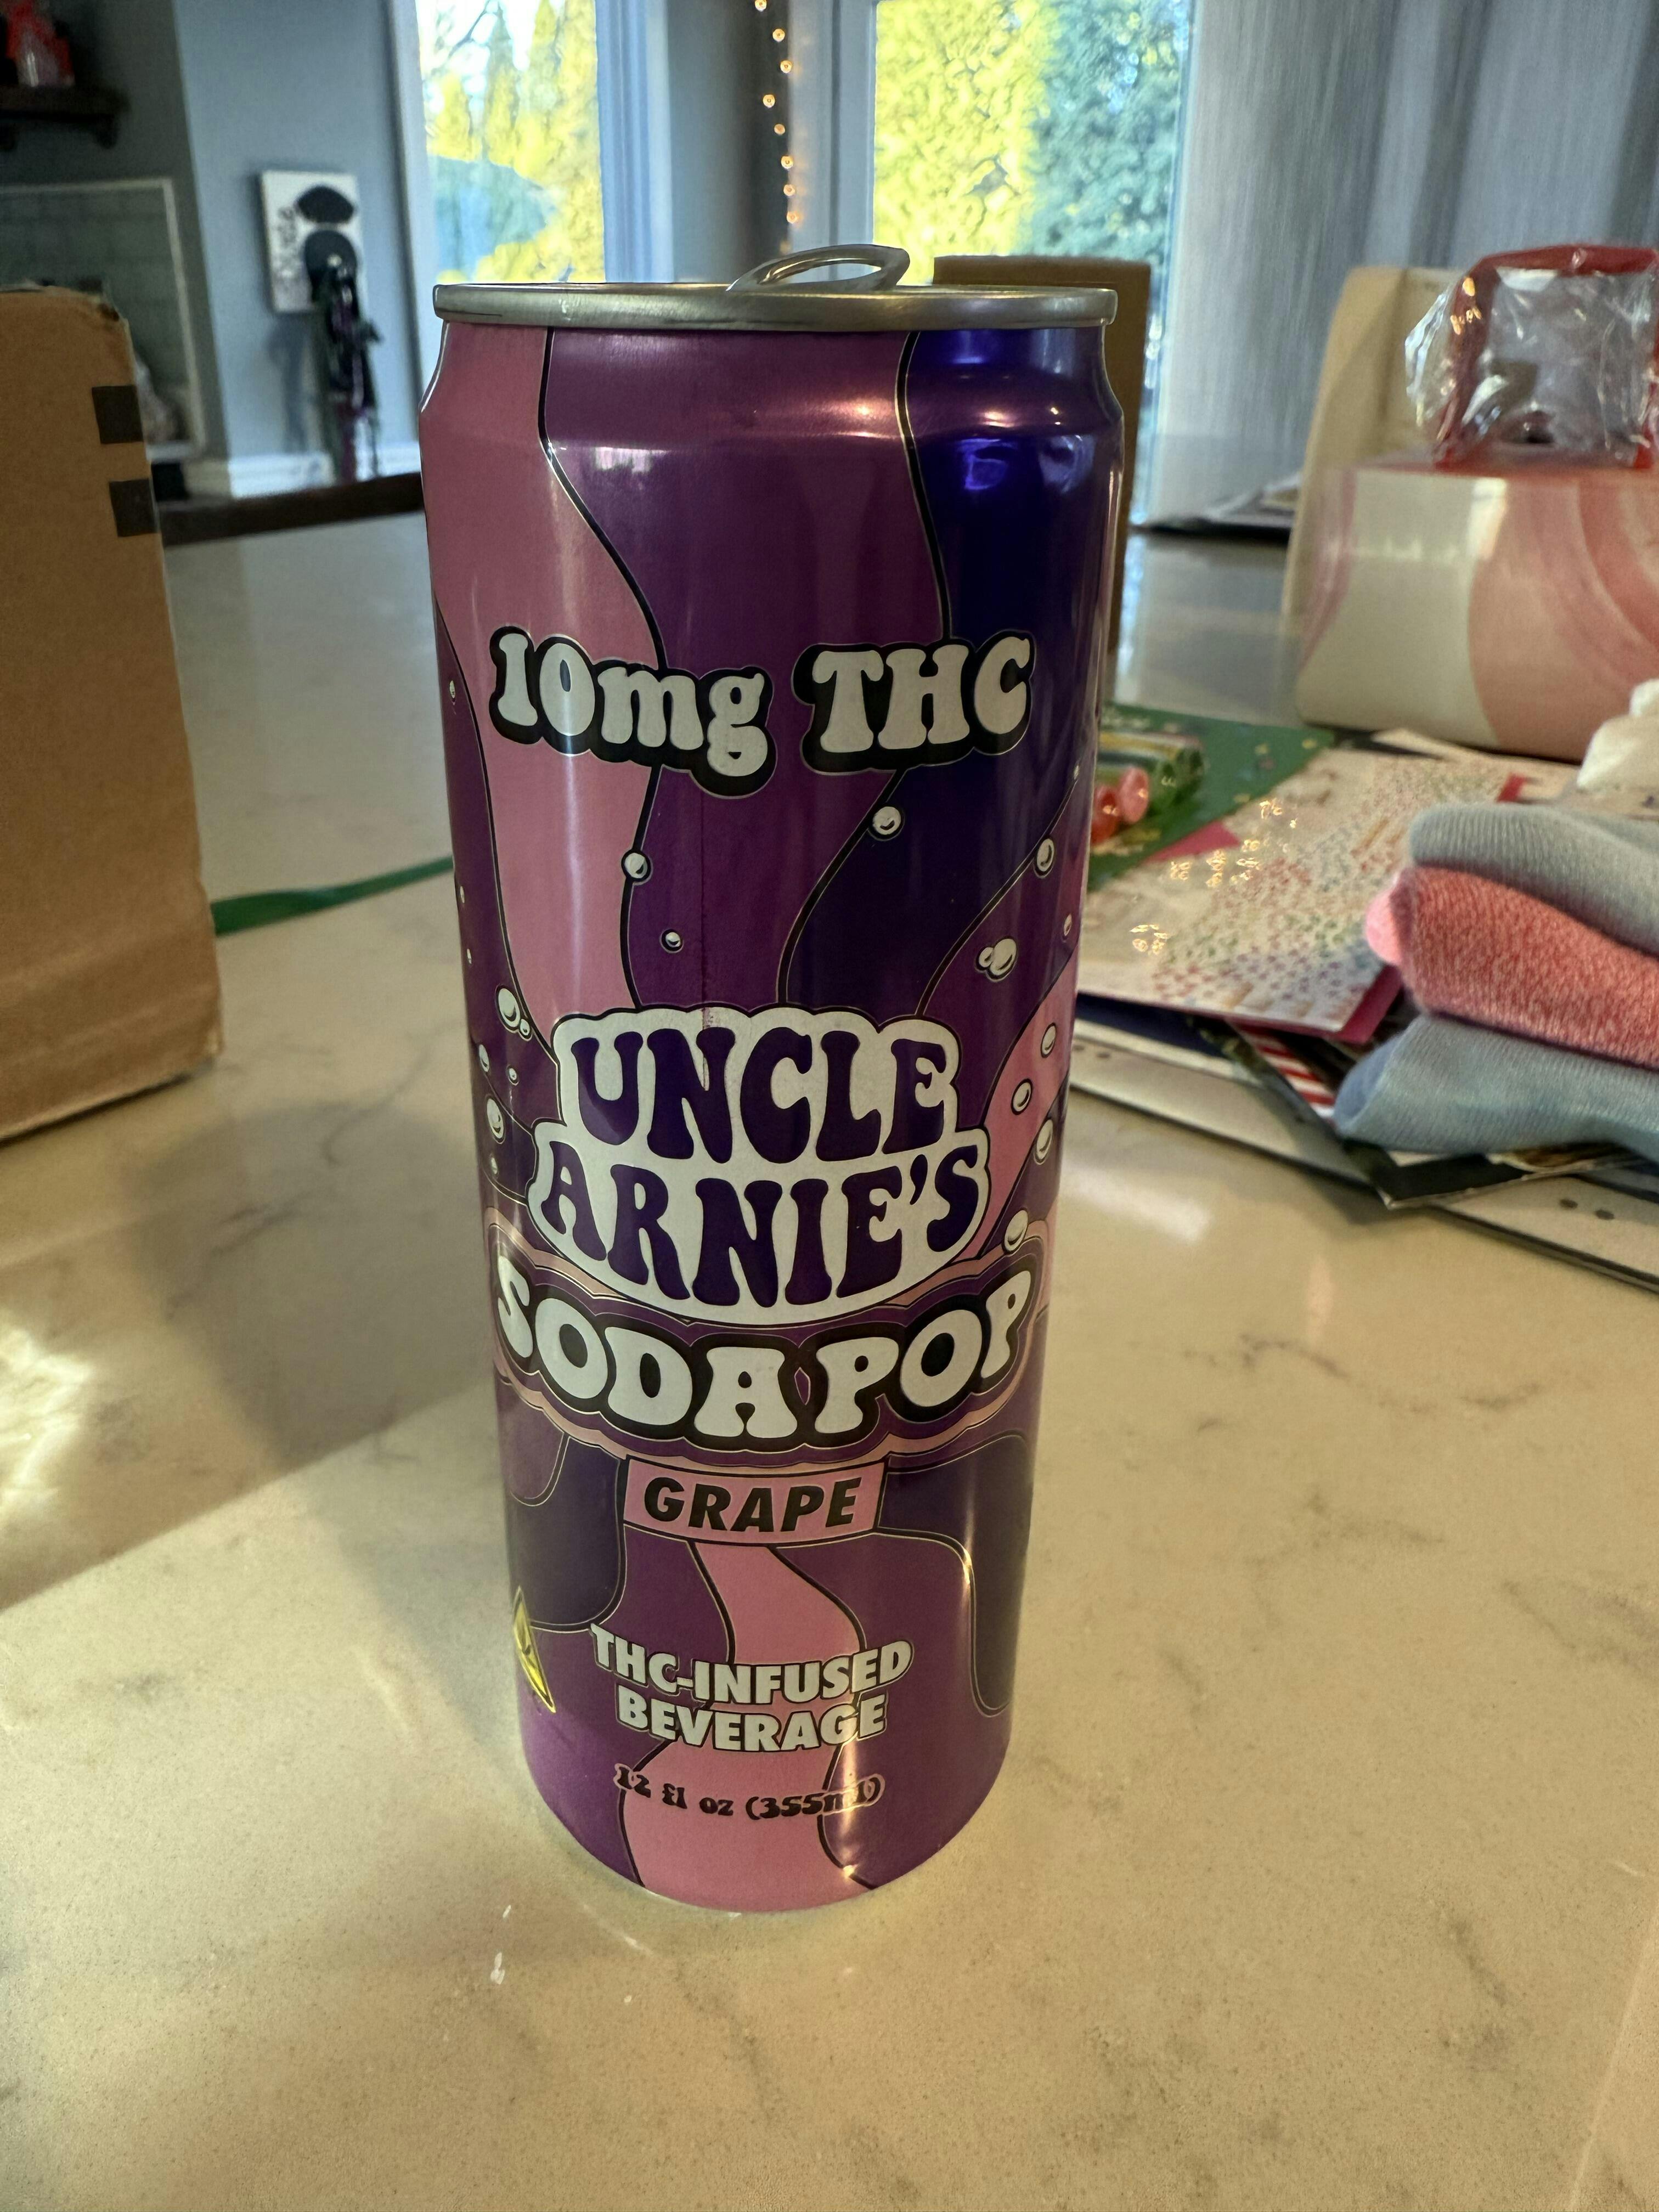 10mg THC
UNCLE
ARNIE'S
SODA POP
GRAPE
THC-INFUSED
BEVERAGE
12 fl oz (355ml)